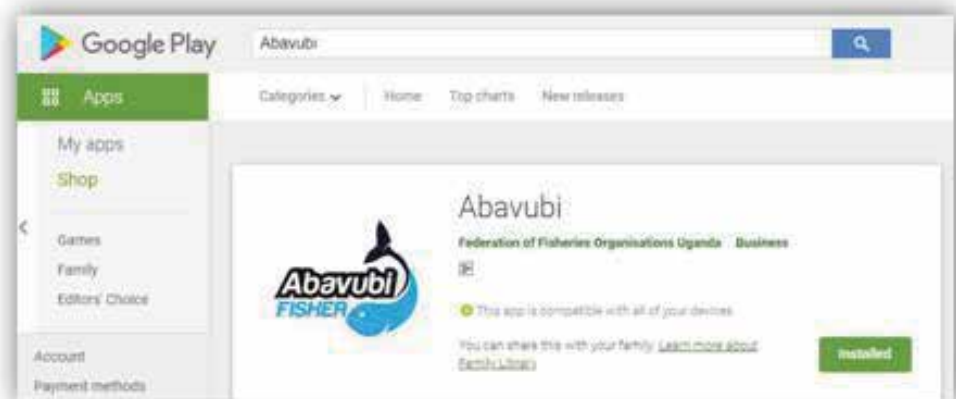 Google Play
Abavubi
Apps
Categories
Home
Top charts
New releases
My apps
Shop
Games
Family
Editors' Choice
Account
Payment methods
Abavubi
FISHER
Abavubi
Federation of Fisheries Organisations Uganda Business
This app is compatible with all of your devices.
You can share this with your family. Learn more about
Family Library
Installed